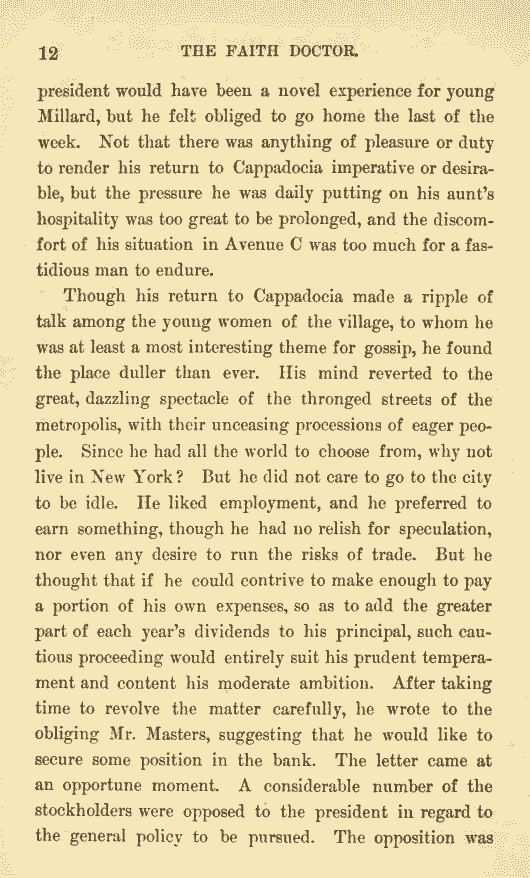 12 THE FAITH DOCTOR.
president would have been a novel experience for young
Millard, but he felt obliged to go home the last of the
week. Not that there was anything of pleasure or duty
to render his return to Cappadocia imperative or desira-
ble, but the pressure he was daily putting on his aunt's
hospitality was too great to be prolonged, and the discom-
fort of his situation in Avenue C was too much for a fas-
tidious man to endure.
Though his return to Cappadocia made a ripple of
talk among the young women of the village, to whom he
was at least a most interesting theme for gossip, he found
the place duller than ever. His mind reverted to the
great, dazzling spectacle of the thronged streets of the
metropolis, with their unceasing processions of eager peo-
ple. Since he had all the world to choose from, why not
live in New York? But he did not care to go to the city
to be idle. He liked employment, and he preferred to
earn something, though he had no relish for speculation,
nor even any desire to run the risks of trade. But he
thought that if he could contrive to make enough to pay
a portion of his own expenses, so as to add the greater
part of each year's dividends to his principal, such cau-
tious proceeding would entirely suit his prudent tempera-
ment and content his moderate ambition. After taking
time to revolve the matter carefully, he wrote to the
obliging Mr. Masters, suggesting that he would like to
secure some position in the bank. The letter came at
an opportune moment. A considerable number of the
stockholders were opposed to the president in regard to
the general policy to be pursued. The opposition was